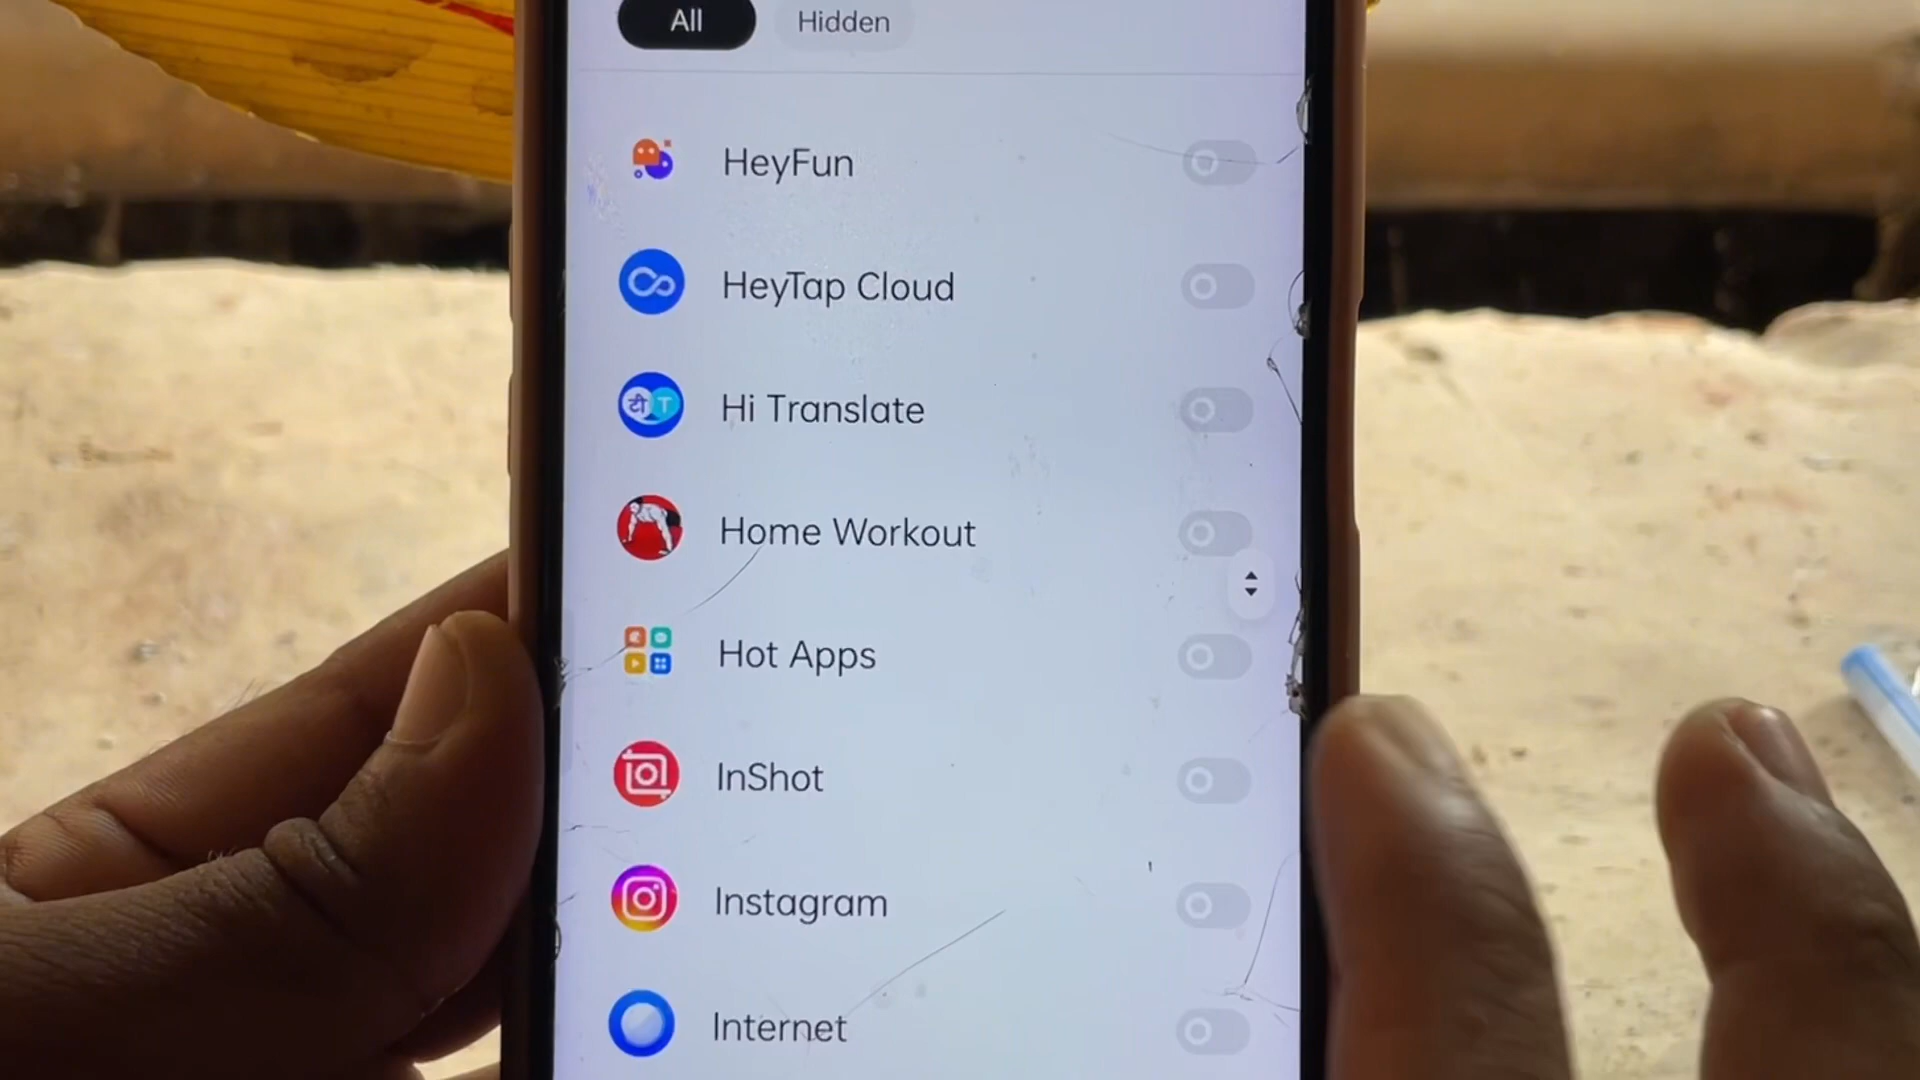 All
Hidden
HeyFun
HeyTap Cloud
Hi Translate
टी T
Home Workout
Hot Apps
InShot
Instagram
Internet